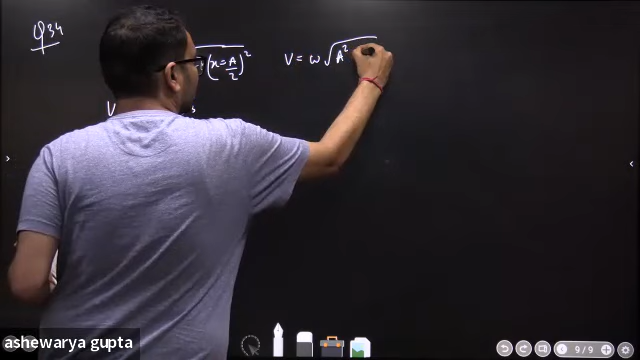 Q34
(x = A/2)² V = ω√A²
V
ashewarya gupta
9/9